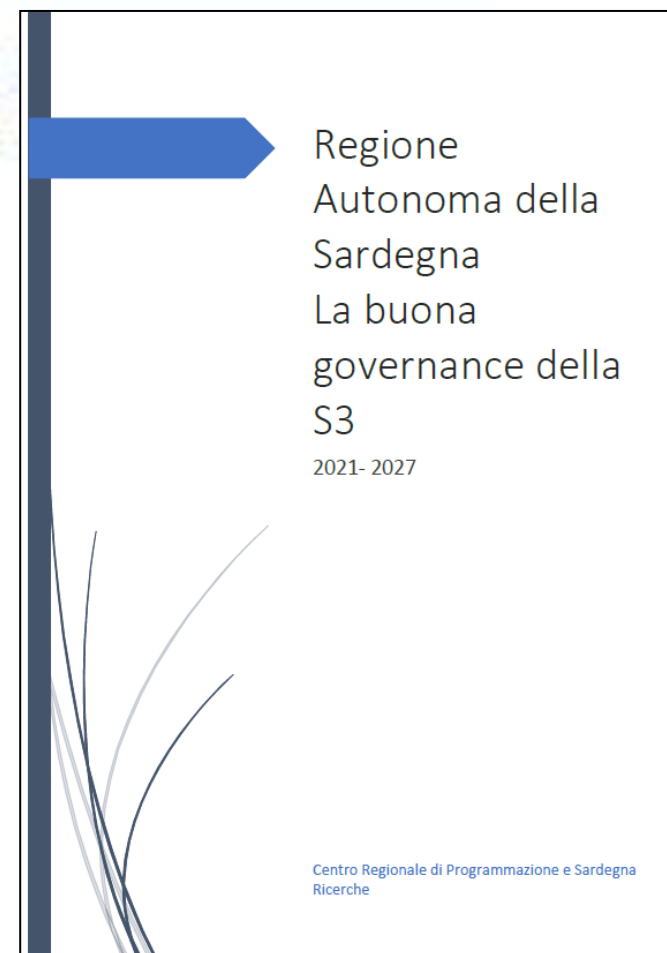 Regione
Autonoma della
Sardegna
La buona
governance della
S3
2021- 2027
Centro Regionale di Programmazione e Sardegna
Ricerche